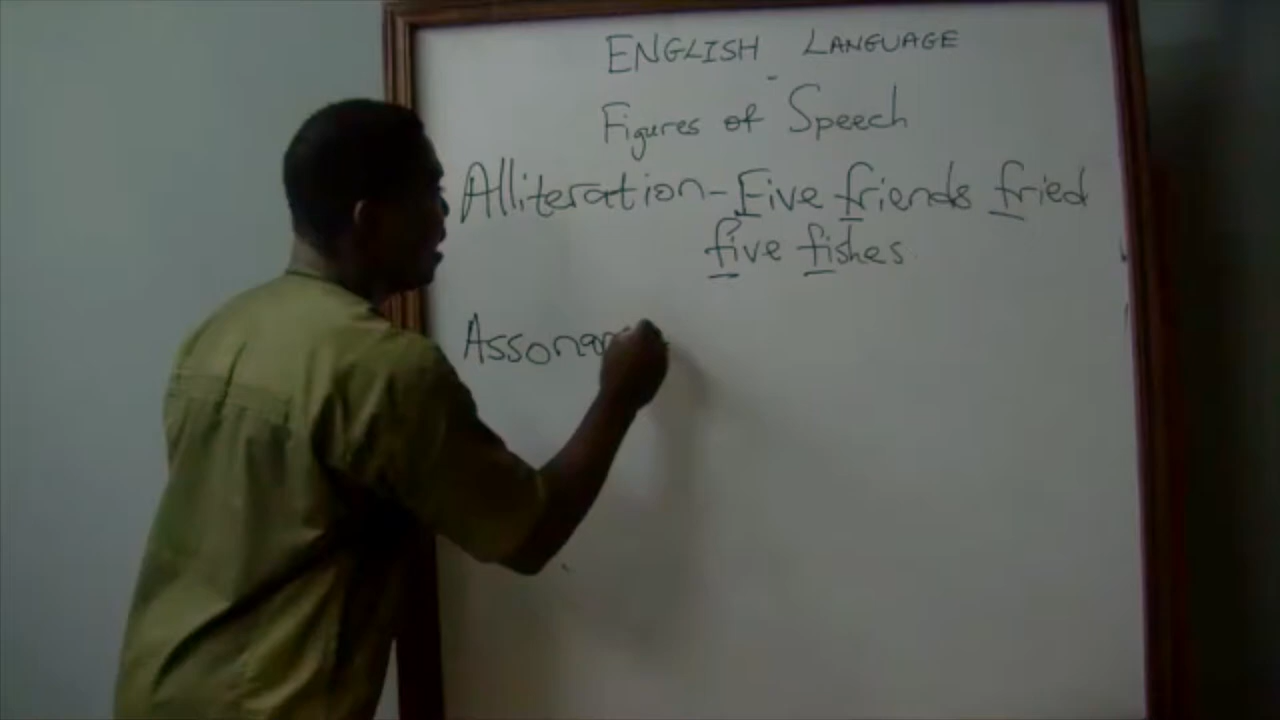 ENGLISH LANGUAGE
Figures of Speech
Alliteration - Five friends fried
five fishes.